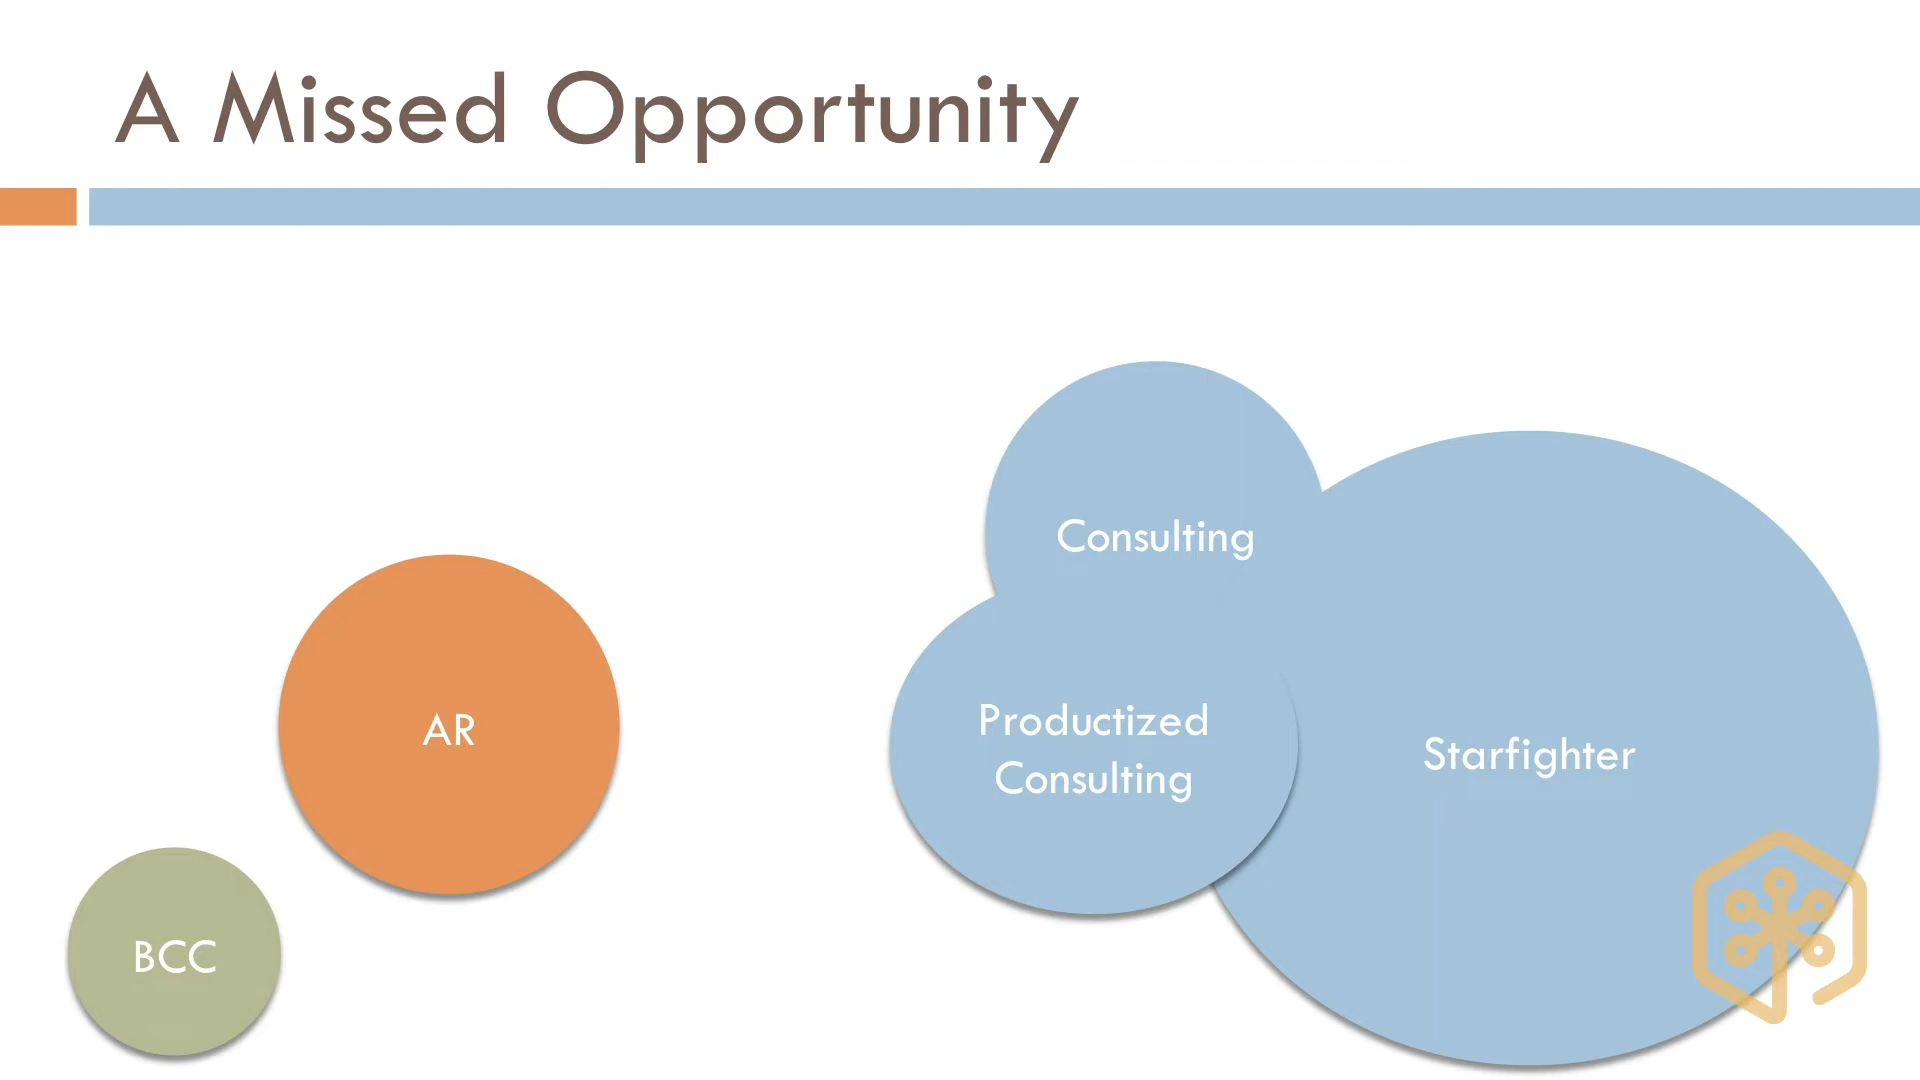 A Missed Opportunity
Consulting
AR
Productized
Consulting
Starfighter
BCC